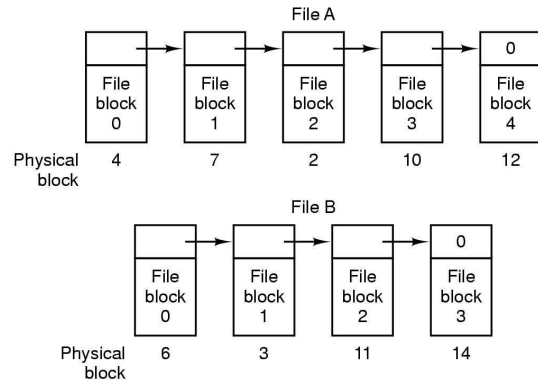 File A
0
File block 0
File block 1
File block 2
File block 3
File block 4
Physical block
4 7 2 10 12
File B
0
File block 0
File block 1
File block 2
File block 3
Physical block
6 3 11 14